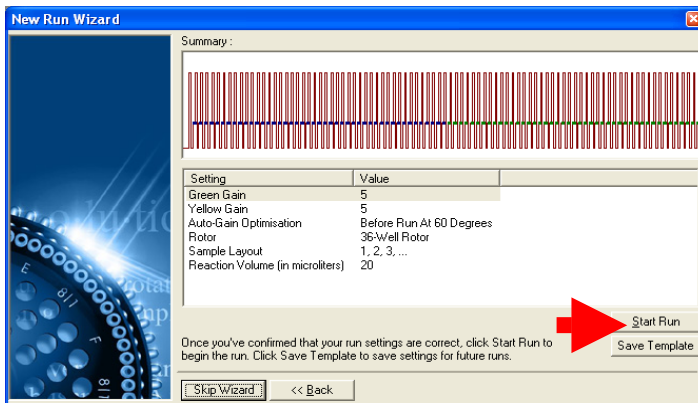 New Run Wizard
Summary :
Setting Value
Green Gain 5
Yellow Gain 5
Auto-Gain Optimisation Before Run At 60 Degrees
Rotor 36-Well Rotor
Sample Layout 1, 2, 3, ...
Reaction Volume (in microliters) 20
Start Run
Once you've confirmed that your run settings are correct, click Start Run to
begin the run. Click Save Template to save settings for future runs.
Save Template
Skip Wizard << Back